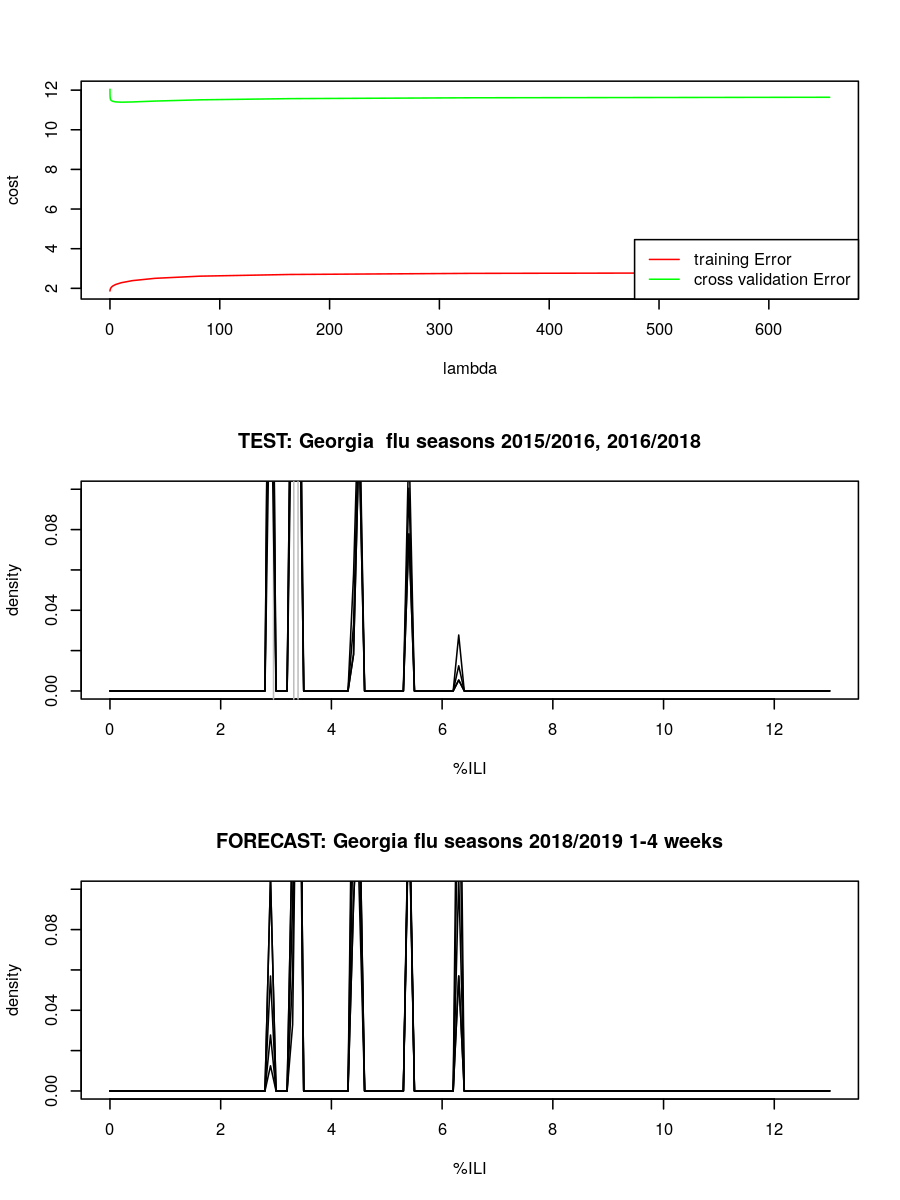 12
10
8
6
4
2
cost
training Error
cross validation Error
0 100 200 300 400 500 600
lambda
TEST: Georgia  flu seasons 2015/2016, 2016/2018
0.08
0.04
0.00
density
0 2 4 6 8 10 12
%ILI
FORECAST: Georgia flu seasons 2018/2019 1-4 weeks
0.08
0.04
0.00
density
0 2 4 6 8 10 12
%ILI